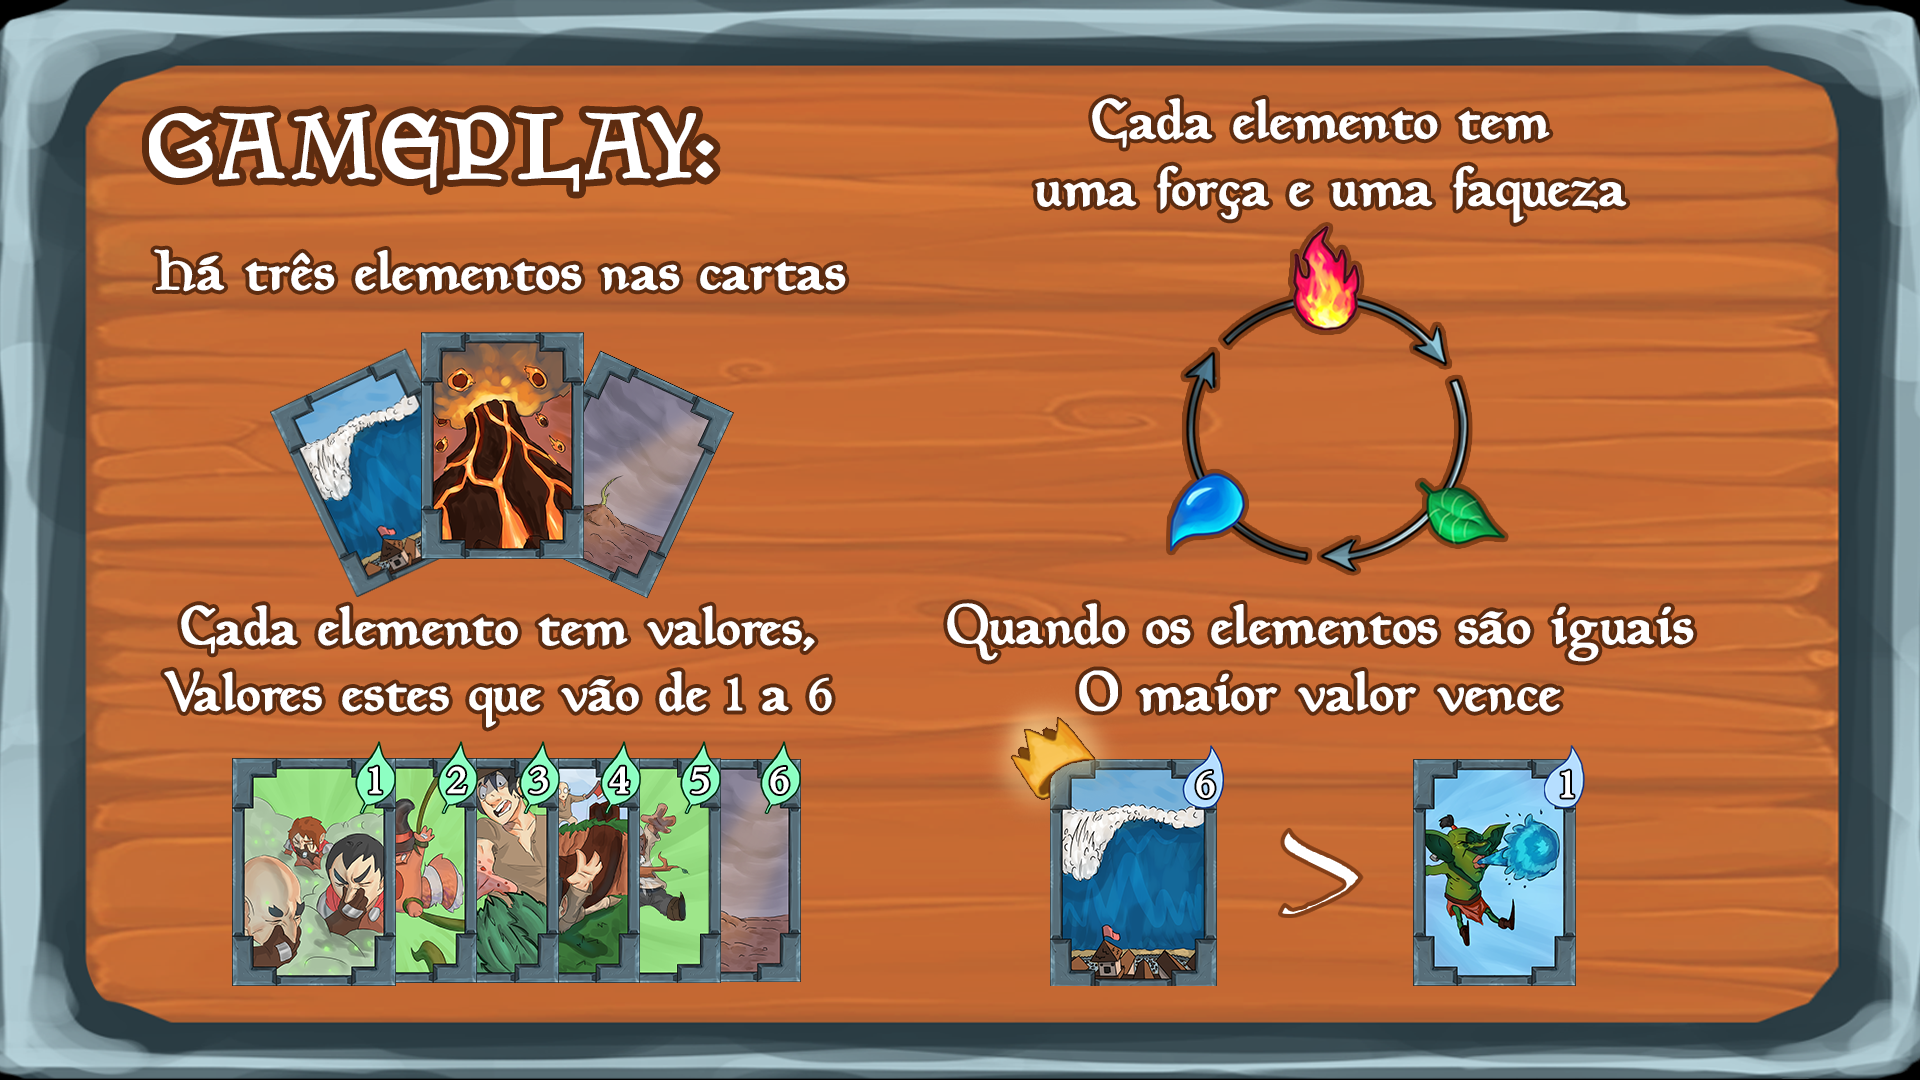 GAMEPLAY:
há três elementos nas cartas
Cada elemento tem valores,
Valores estes que vão de 1 a 6
1 2 3 4 5 6
Cada elemento tem
uma força e uma faqueza
Quando os elementos são iguais
O maior valor vence
6 > 1